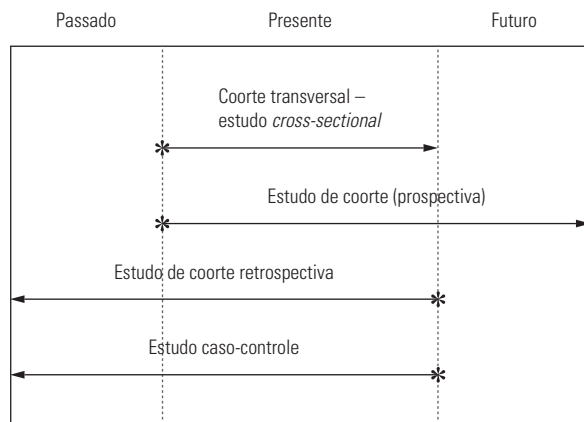 Passado Presente Futuro
Coorte transversal –
estudo cross-sectional
Estudo de coorte (prospectiva)
Estudo de coorte retrospectiva
Estudo caso-controle